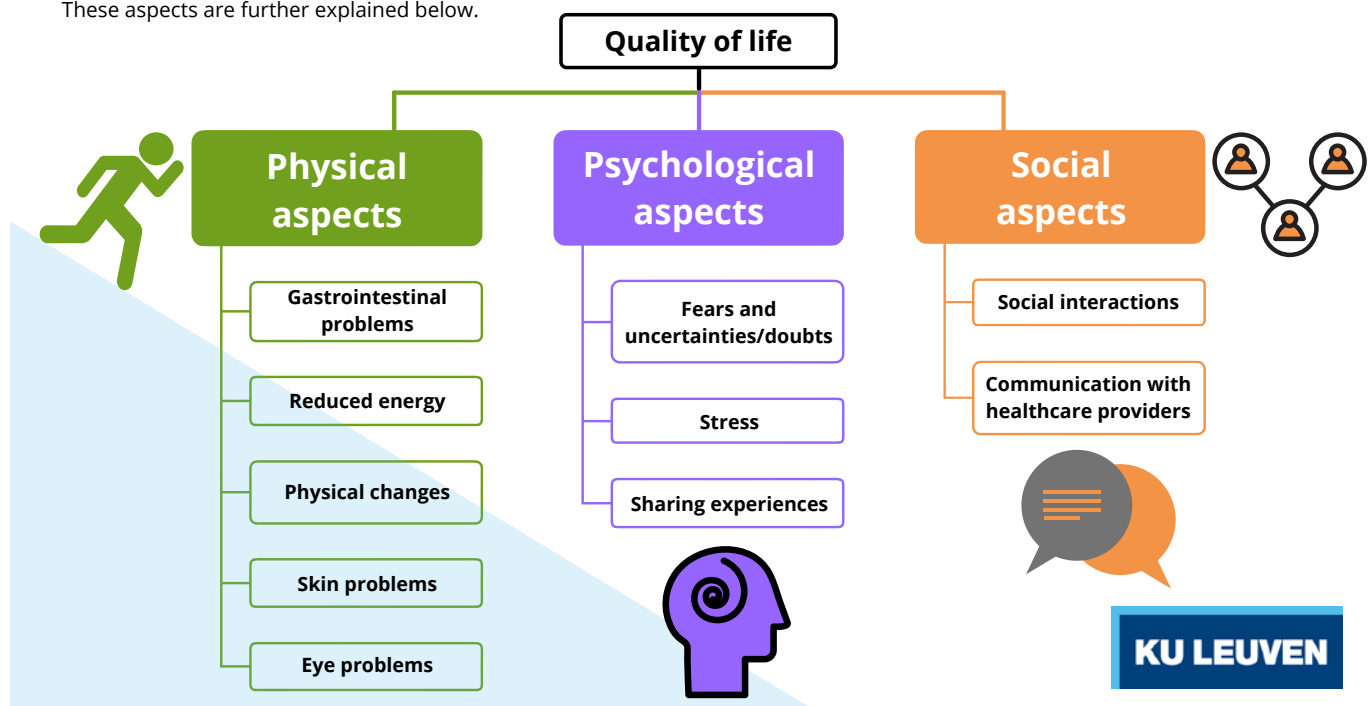 These aspects are further explained below.
Quality of life
Physical
aspects
Gastrointestinal
problems
Reduced energy
Physical changes
Skin problems
Eye problems
Psychological
aspects
Fears and
uncertainties/doubts
Stress
Sharing experiences
Social
aspects
Social interactions
Communication with
healthcare providers
KU LEUVEN